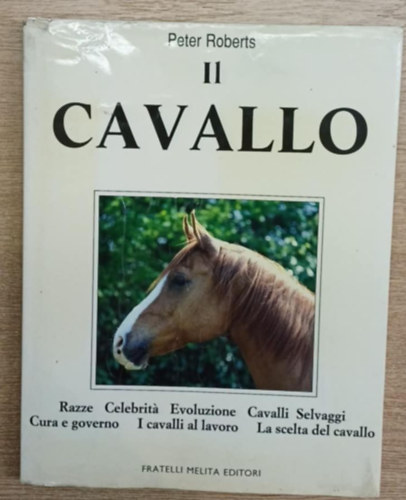 Peter Roberts
Il
CAVALLO
Razze Celebrità Evoluzione Cavalli Selvaggi
Cura e governo I cavalli al lavoro La scelta del cavallo
FRATELLI MELITA EDITORI